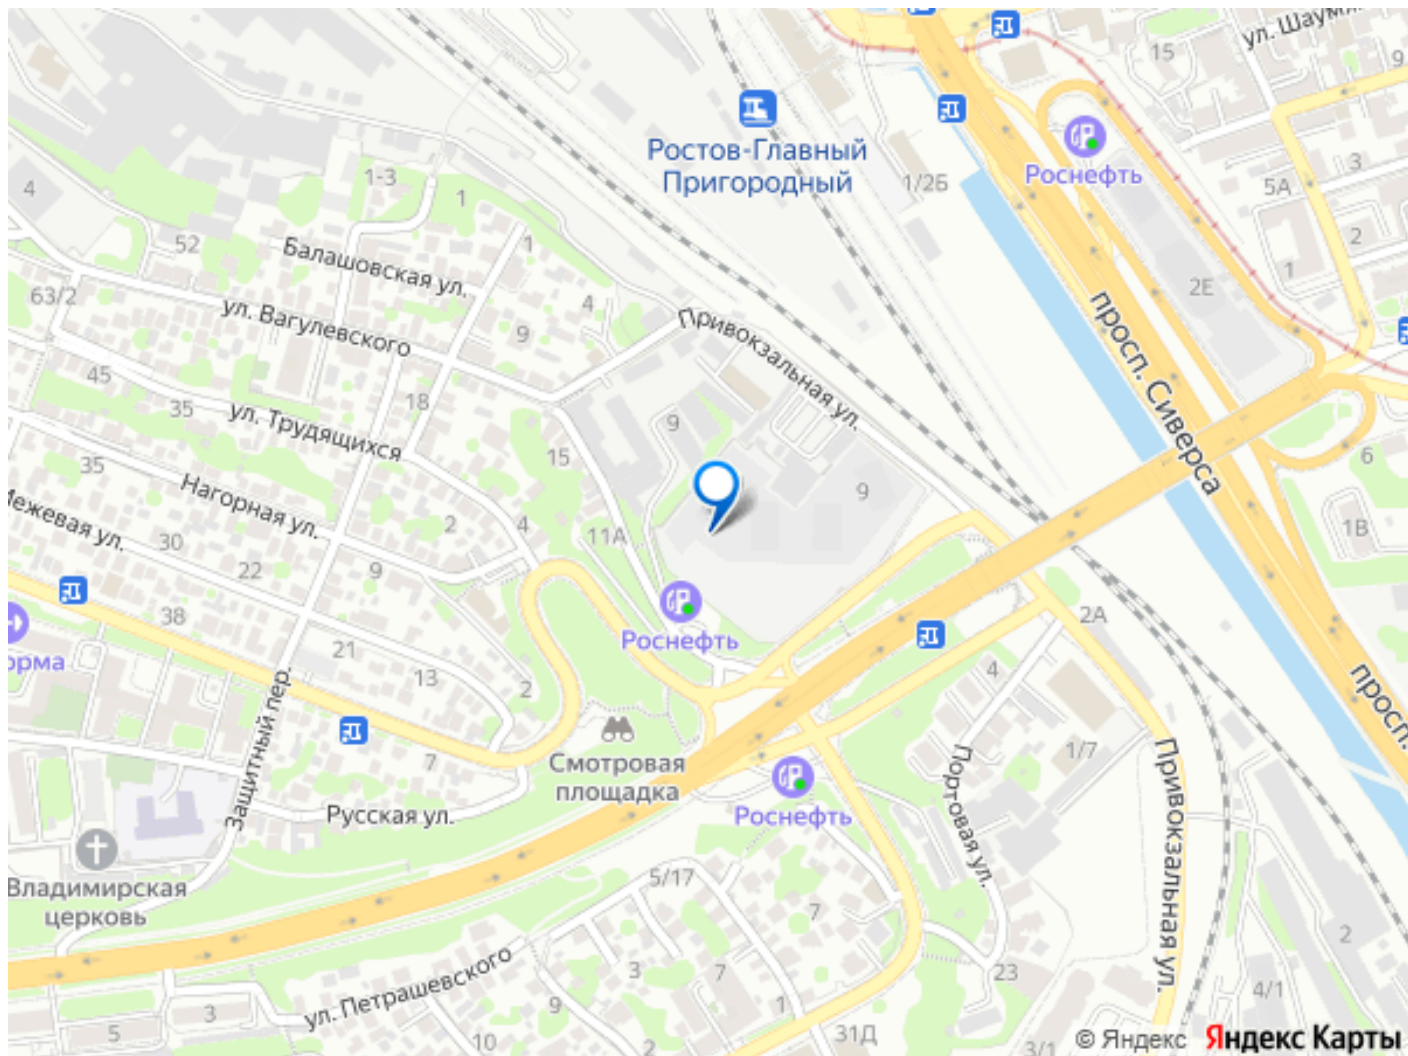 15
ул. Шаумя
9
Ростов-Главный
Пригородный
Роснефть
1/2Б
3
5А
4
1-3
1
2
52
Балашовская ул.
1
1
2Е
63/2
ул. Вагулевского
4
9
Привокзальная ул.
просп. Сиверса
45
35
ул. Трудящихся
18
9
35
15
6
Нагорная ул.
9
Межевая ул.
2
4
11А
1В
30
22
9
38
Роснефть
2А
орма
21
13
2
4
просп.
Защитный пер.
Смотровая
площадка
7
1/7
Портовая ул.
Привокзальная ул.
Русская ул.
Роснефть
Владимирская
церковь
5/17
7
2
ул. Петрашевского
3
7
23
4/1
9
1
3
5
10
2
31Д
3/1
© Яндекс
Яндекс Карты